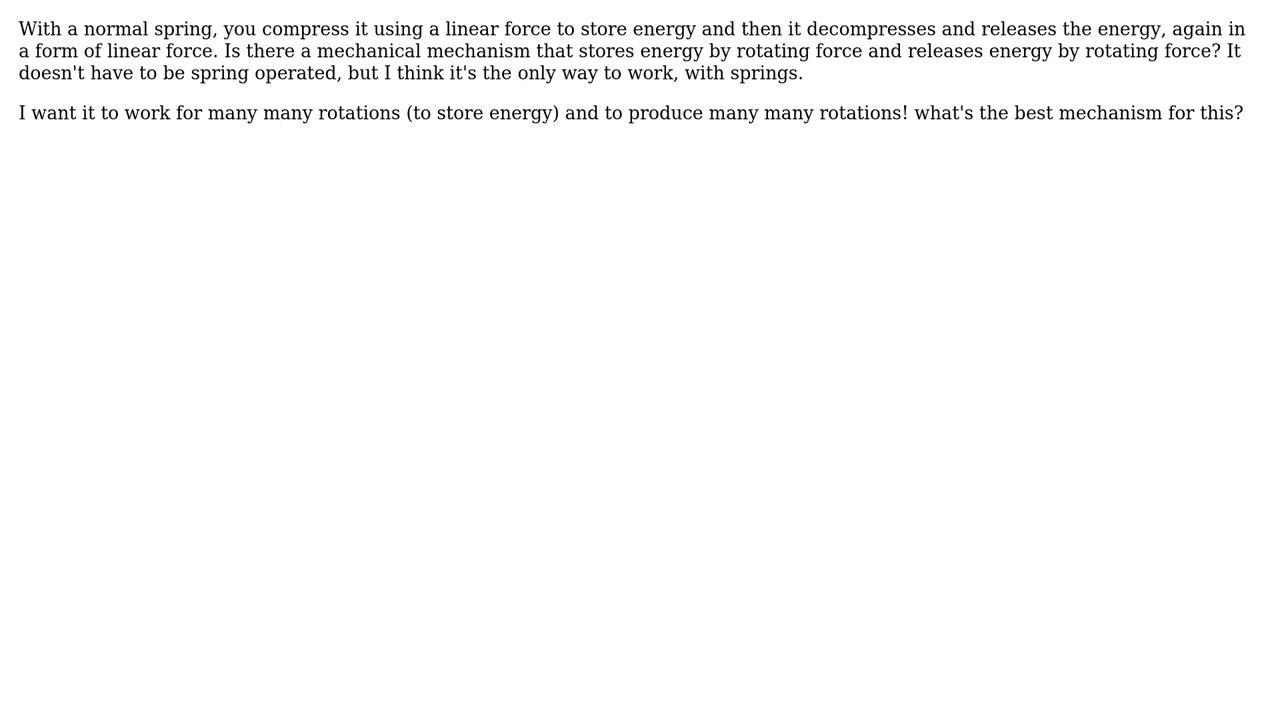 With a normal spring, you compress it using a linear force to store energy and then it decompresses and releases the energy, again in
a form of linear force. Is there a mechanical mechanism that stores energy by rotating force and releases energy by rotating force? It
doesn't have to be spring operated, but I think it's the only way to work, with springs.
I want it to work for many many rotations (to store energy) and to produce many many rotations! what's the best mechanism for this?